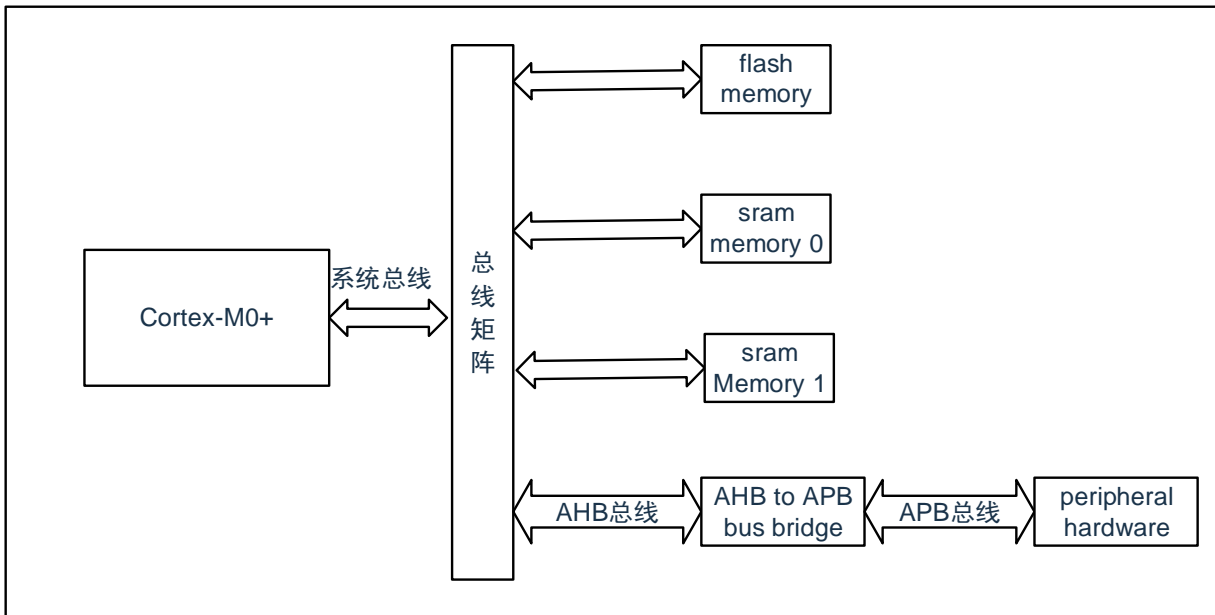 flash
memory
sram
memory 0
系统总线
Cortex-M0+
总
线
矩
阵
sram
Memory 1
AHB总线
AHB to APB
bus bridge
APB总线
peripheral
hardware